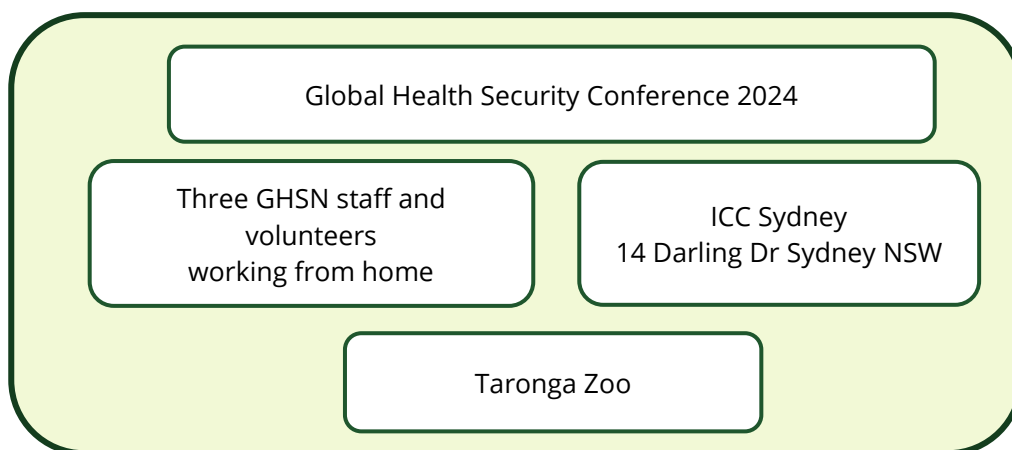 Global Health Security Conference 2024
Three GHSN staff and
volunteers
working from home
ICC Sydney
14 Darling Dr Sydney NSW
Taronga Zoo